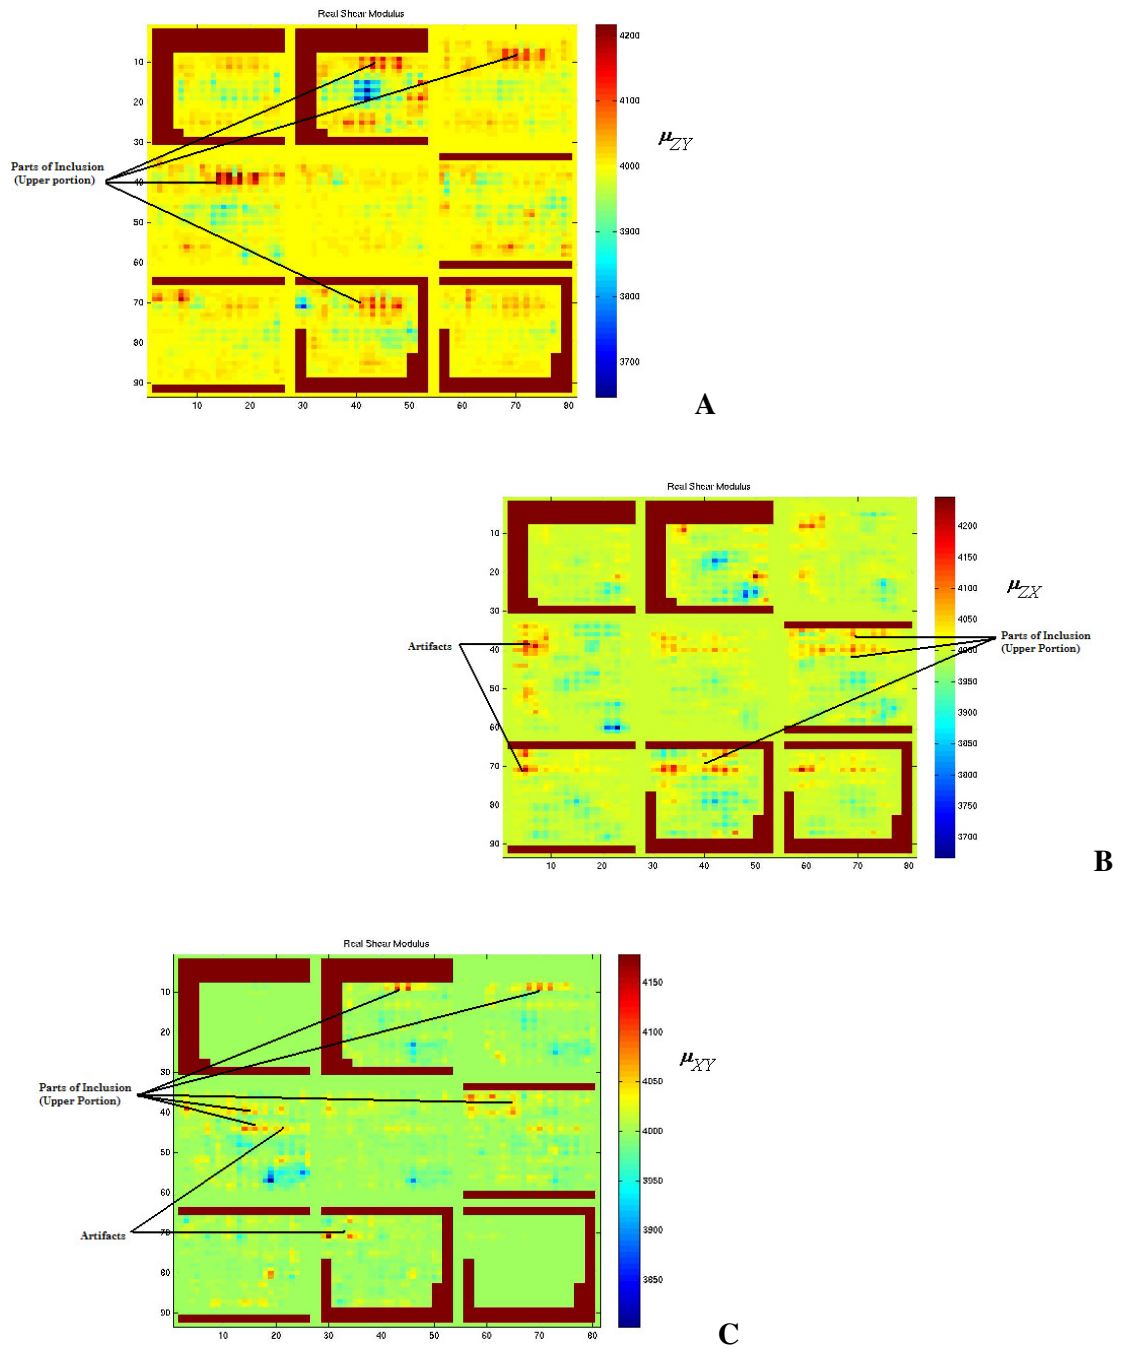 Real Shear Modulus
10
20
30
40
50
60
70
80
90
10 20 30 40 50 60 70 80
4200
4100
4000
3900
3800
3700
μZY
Parts of Inclusion
(Upper portion)
A
Real Shear Modulus
10
20
30
40
50
60
70
80
90
10 20 30 40 50 60 70 80
4200
4150
4100
4050
4000
3950
3900
3850
3800
3750
3700
μZX
Artifacts
Parts of Inclusion
(Upper Portion)
B
Real Shear Modulus
10
20
30
40
50
60
70
80
90
10 20 30 40 50 60 70 80
4150
4100
4050
4000
3950
3900
3850
μXY
Parts of Inclusion
(Upper Portion)
Artifacts
C